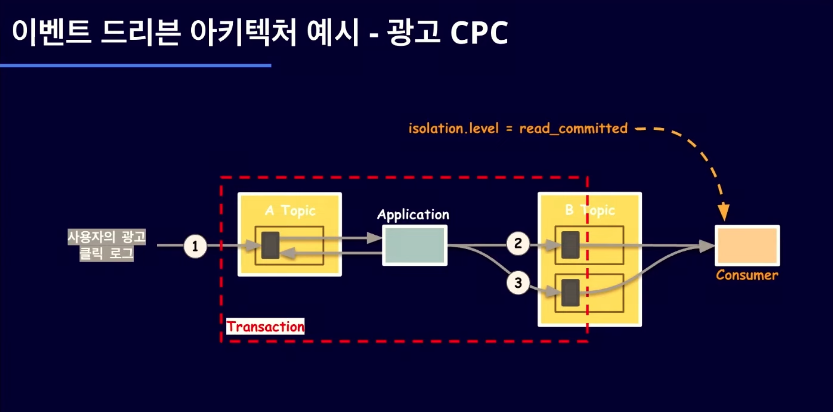 이벤트 드리븐 아키텍처 예시 - 광고 CPC
isolation.level = read_committed
사용자의 광고
클릭 로그
1
A Topic
Application
2
3
B Topic
Consumer
Transaction